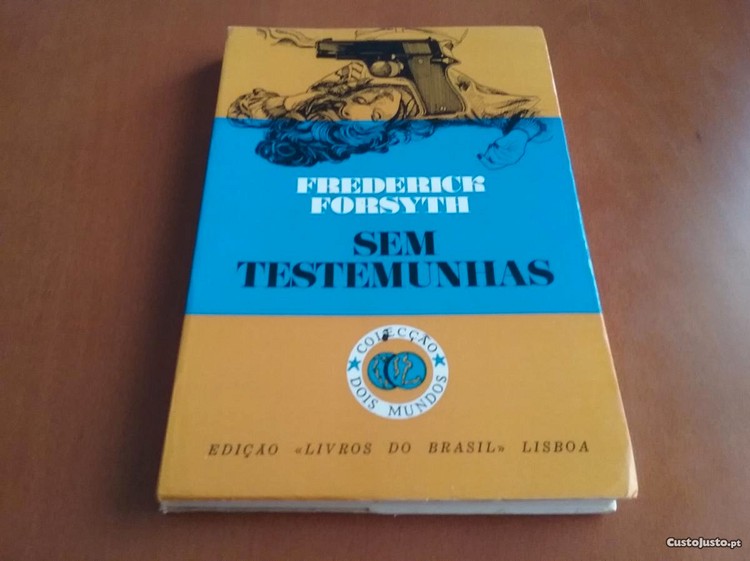 FREDERICK
FORSYTH
SEM
TESTEMUNHAS
COLECÇÃO
DOIS MUNDOS
EDIÇÃO «LIVROS DO BRASIL» LISBOA
CustoJusto.pt